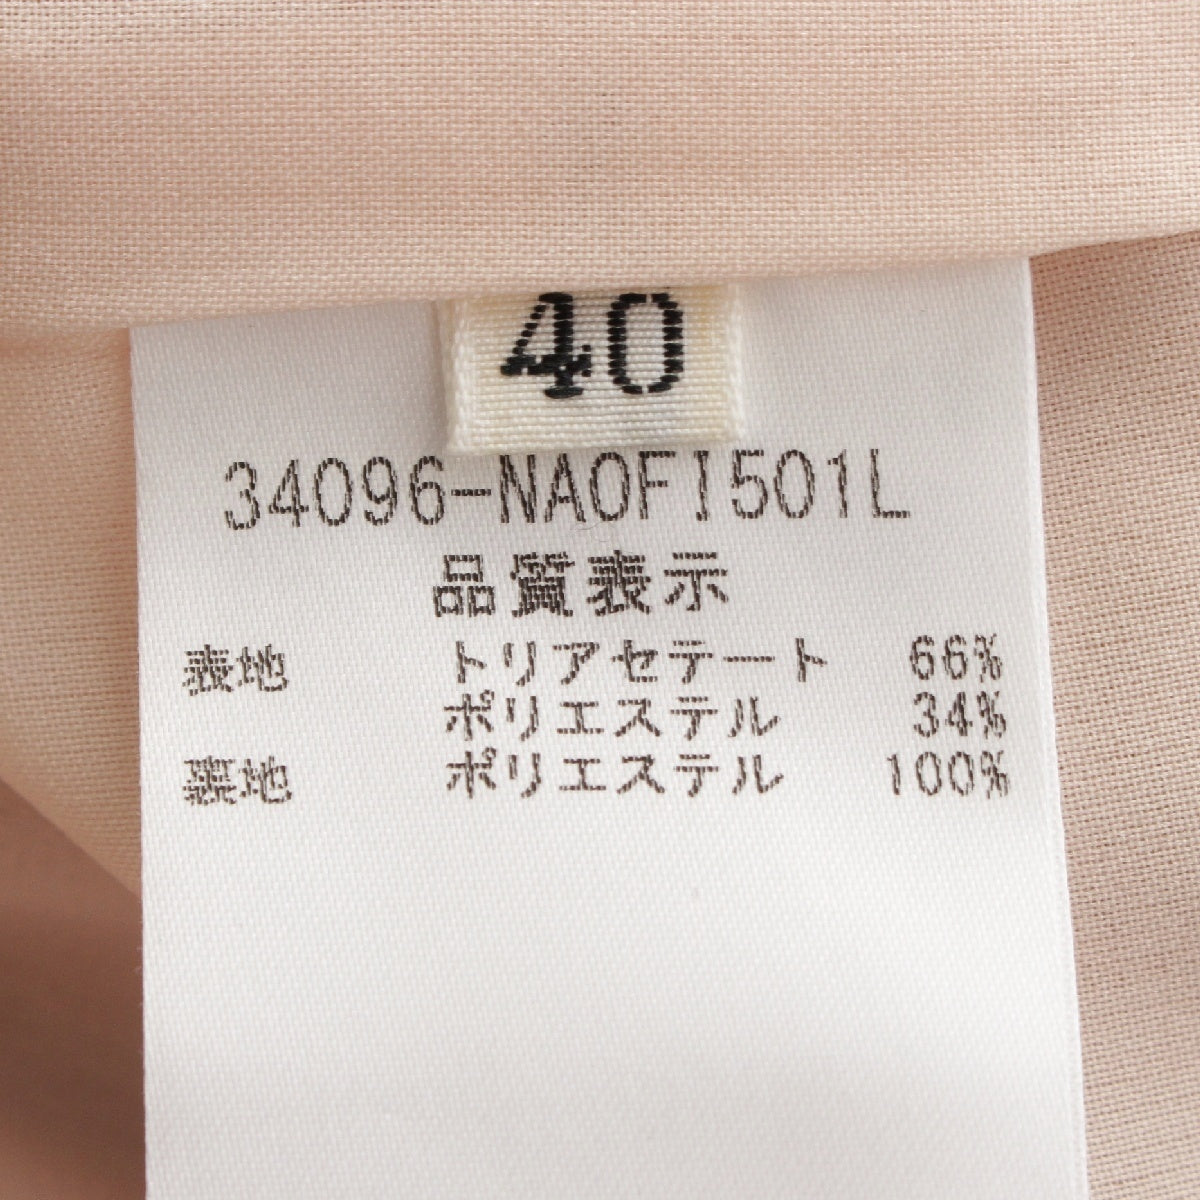 40
34096-NAOFI501L
品質表示
表地 トリアセテート 66%
ポリエステル 34%
裏地 ポリエステル 100%